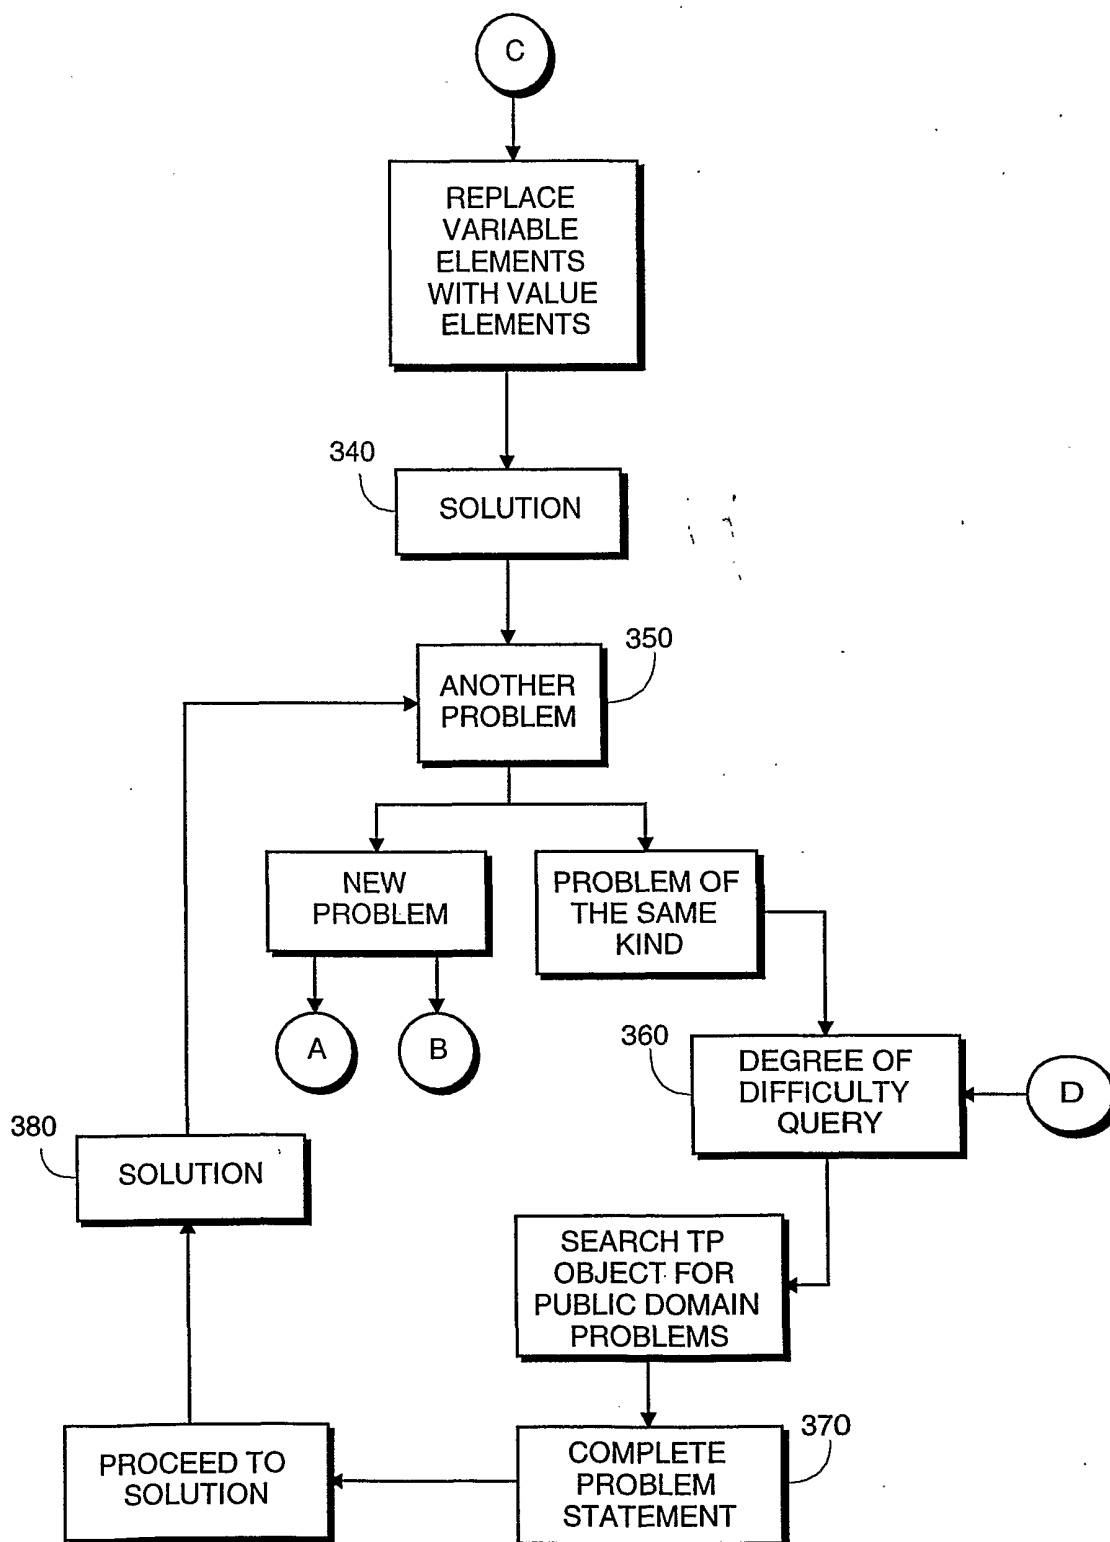 C
REPLACE
VARIABLE
ELEMENTS
WITH VALUE
ELEMENTS
340
SOLUTION
350
ANOTHER
PROBLEM
NEW
PROBLEM
PROBLEM OF
THE SAME
KIND
A
B
360
DEGREE OF
DIFFICULTY
QUERY
D
380
SOLUTION
SEARCH TP
OBJECT FOR
PUBLIC DOMAIN
PROBLEMS
370
COMPLETE
PROBLEM
STATEMENT
PROCEED TO
SOLUTION